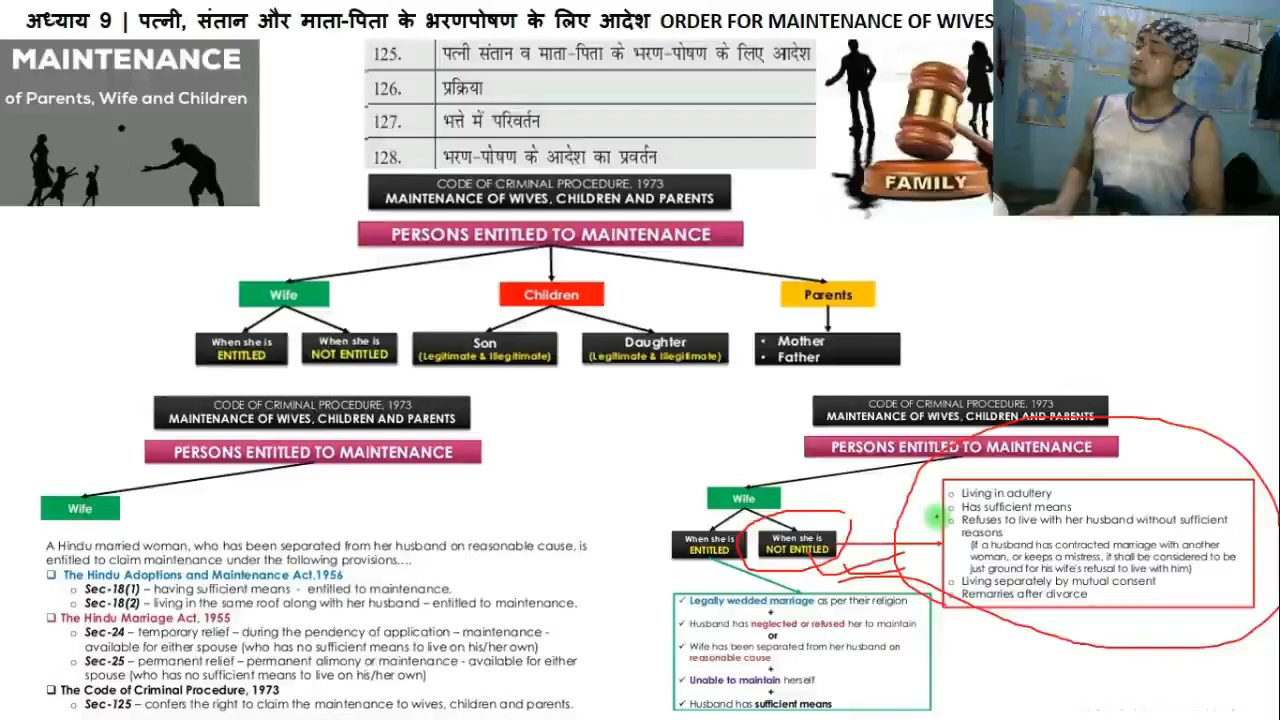 अध्याय 9 | पत्नी, संतान और माता-पिता के भरणपोषण के लिए आदेश ORDER FOR MAINTENANCE OF WIVES
MAINTENANCE
of Parents, Wife and Children
125. पत्नी संतान व माता-पिता के भरण-पोषण के लिए आदेश
126. प्रक्रिया
127. भत्ते में परिवर्तन
128. भरण-पोषण के आदेश का प्रवर्तन
FAMILY
CODE OF CRIMINAL PROCEDURE, 1973
MAINTENANCE OF WIVES, CHILDREN AND PARENTS
PERSONS ENTITLED TO MAINTENANCE
Wife
Children
Parents
When she is
ENTITLED
When she is
NOT ENTITLED
Son
(Legitimate & Illegitimate)
Daughter
(Legitimate & Illegitimate)
• Mother
• Father
CODE OF CRIMINAL PROCEDURE, 1973
MAINTENANCE OF WIVES, CHILDREN AND PARENTS
PERSONS ENTITLED TO MAINTENANCE
Wife
A Hindu married woman, who has been separated from her husband on reasonable cause, is
entitled to claim maintenance under the following provisions....
❑ The Hindu Adoptions and Maintenance Act,1956
o Sec-18(1) – having sufficient means - entitled to maintenance.
o Sec-18(2) – living in the same roof along with her husband – entitled to maintenance.
❑ The Hindu Marriage Act, 1955
o Sec-24 – temporary relief – during the pendency of application – maintenance -
available for either spouse (who has no sufficient means to live on his/her own)
o Sec-25 – permanent relief – permanent alimony or maintenance - available for either
spouse (who has no sufficient means to live on his/her own)
❑ The Code of Criminal Procedure, 1973
o Sec-125 – confers the right to claim the maintenance to wives, children and parents.
CODE OF CRIMINAL PROCEDURE, 1973
MAINTENANCE OF WIVES, CHILDREN AND PARENTS
PERSONS ENTITLED TO MAINTENANCE
Wife
When she is
ENTITLED
When she is
NOT ENTITLED
o Living in adultery
o Has sufficient means
o Refuses to live with her husband without sufficient
reasons
(if a husband has contracted marriage with another
woman, or keeps a mistress, it shall be considered to be
just ground for his wife's refusal to live with him)
o Living separately by mutual consent
o Remarries after divorce
✓ Legally wedded marriage as per their religion
+
✓ Husband has neglected or refused her to maintain
or
✓ Wife has been separated from her husband on
reasonable cause
+
✓ Unable to maintain herself
+
✓ Husband has sufficient means